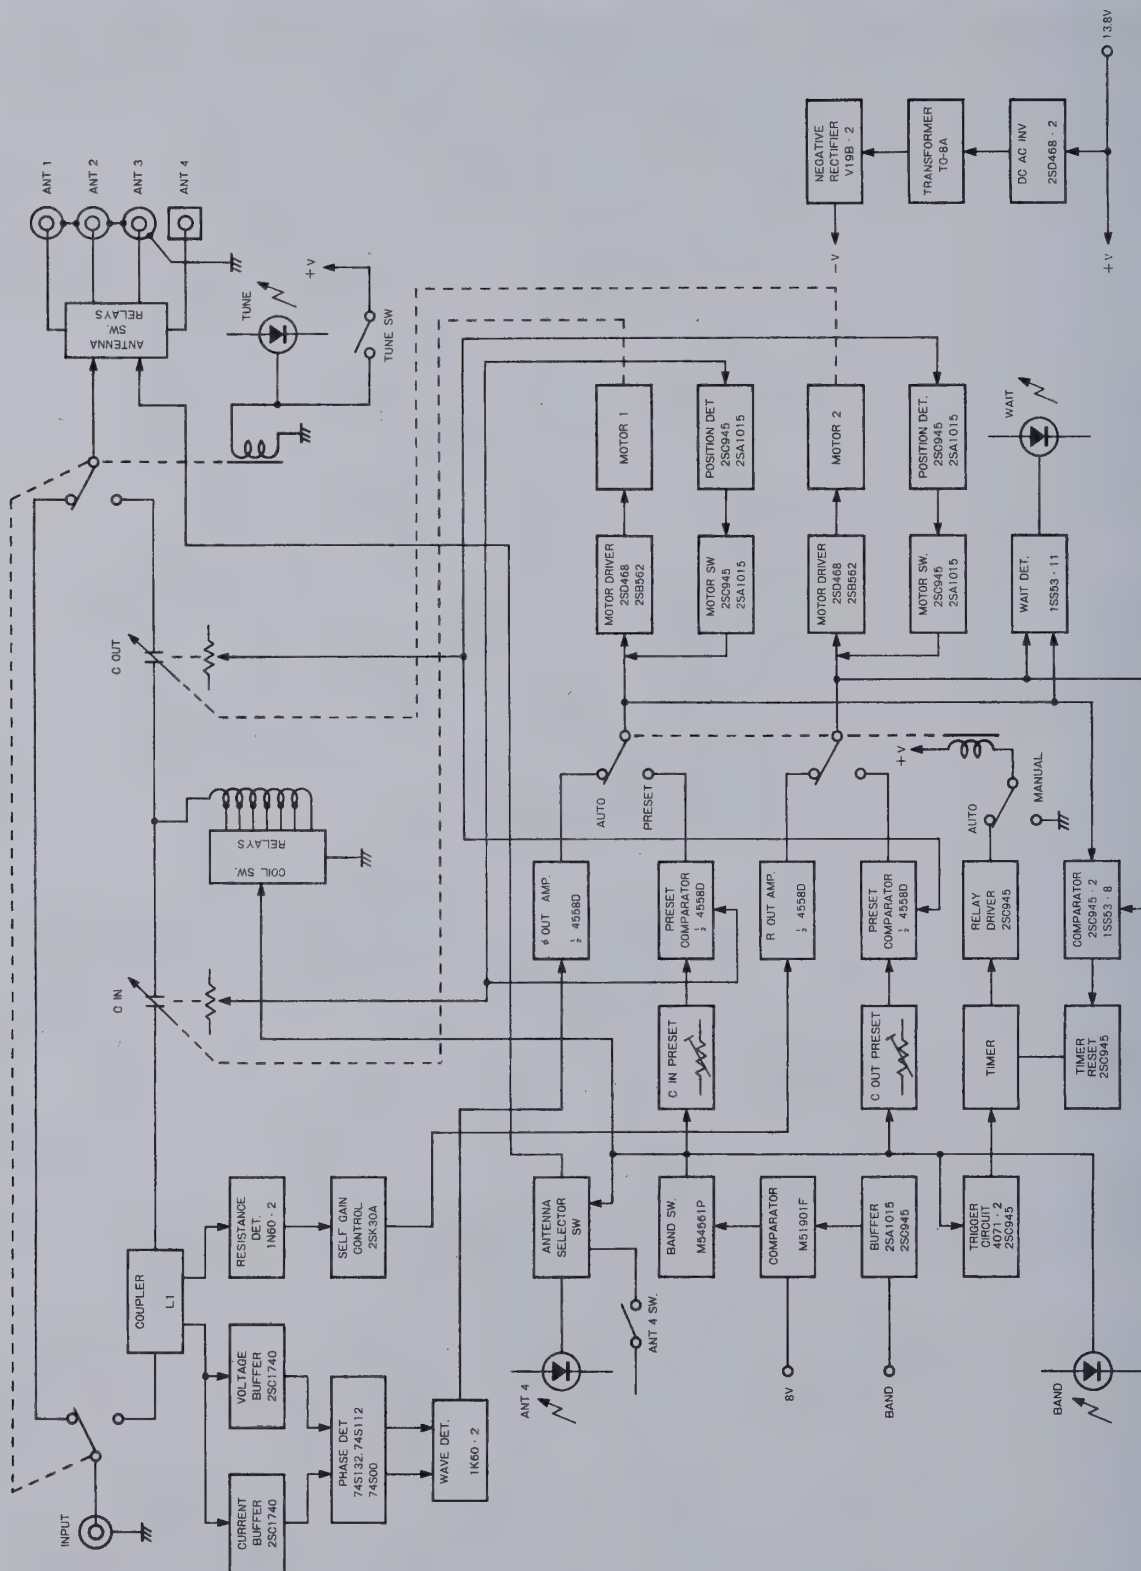 INPUT
CURRENT
BUFFER
2SC1740
VOLTAGE
BUFFER
2SC1740
COUPLER
L1
RESISTANCE
DET.
1N60 · 2
SELF GAIN
CONTROL
2SK30A
PHASE DET
74S132, 74S112
74S00
WAVE DET.
1K60 · 2
C IN
COIL SW.
RELAYS
C OUT
ANTENNA
SW.
RELAYS
ANT 1
ANT 2
ANT 3
ANT 4
TUNE
+V
TUNE SW
ANT 4
ANTENNA
SELECTOR
SW
ANT 4 SW.
BAND SW.
M54561P
8V
COMPARATOR
M51901F
BAND
BUFFER
2SA1015
2SC945
TRIGGER
CIRCUIT
4071 · 2
2SC945
BAND
C IN PRESET
C OUT PRESET
TIMER
TIMER
RESET
2SC945
φ OUT AMP.
½ 4558D
PRESET
COMPARATOR
½ 4558D
R OUT AMP.
½ 4558D
PRESET
COMPARATOR
½ 4558D
RELAY
DRIVER
2SC945
COMPARATOR
2SC945 · 2
1SS53 · 8
AUTO
PRESET
+V
AUTO
MANUAL
MOTOR DRIVER
2SD468
2SB562
MOTOR SW
2SC945
2SA1015
MOTOR DRIVER
2SD468
2SB562
MOTOR SW.
2SC945
2SA1015
WAIT DET.
1SS53 · 11
MOTOR 1
POSITION DET
2SC945
2SA1015
MOTOR 2
POSITION DET.
2SC945
2SA1015
WAIT
-V
+V
NEGATIVE
RECTIFIER
V19B · 2
TRANSFORMER
TO-8A
DC AC INV
2SD468 · 2
13.8V